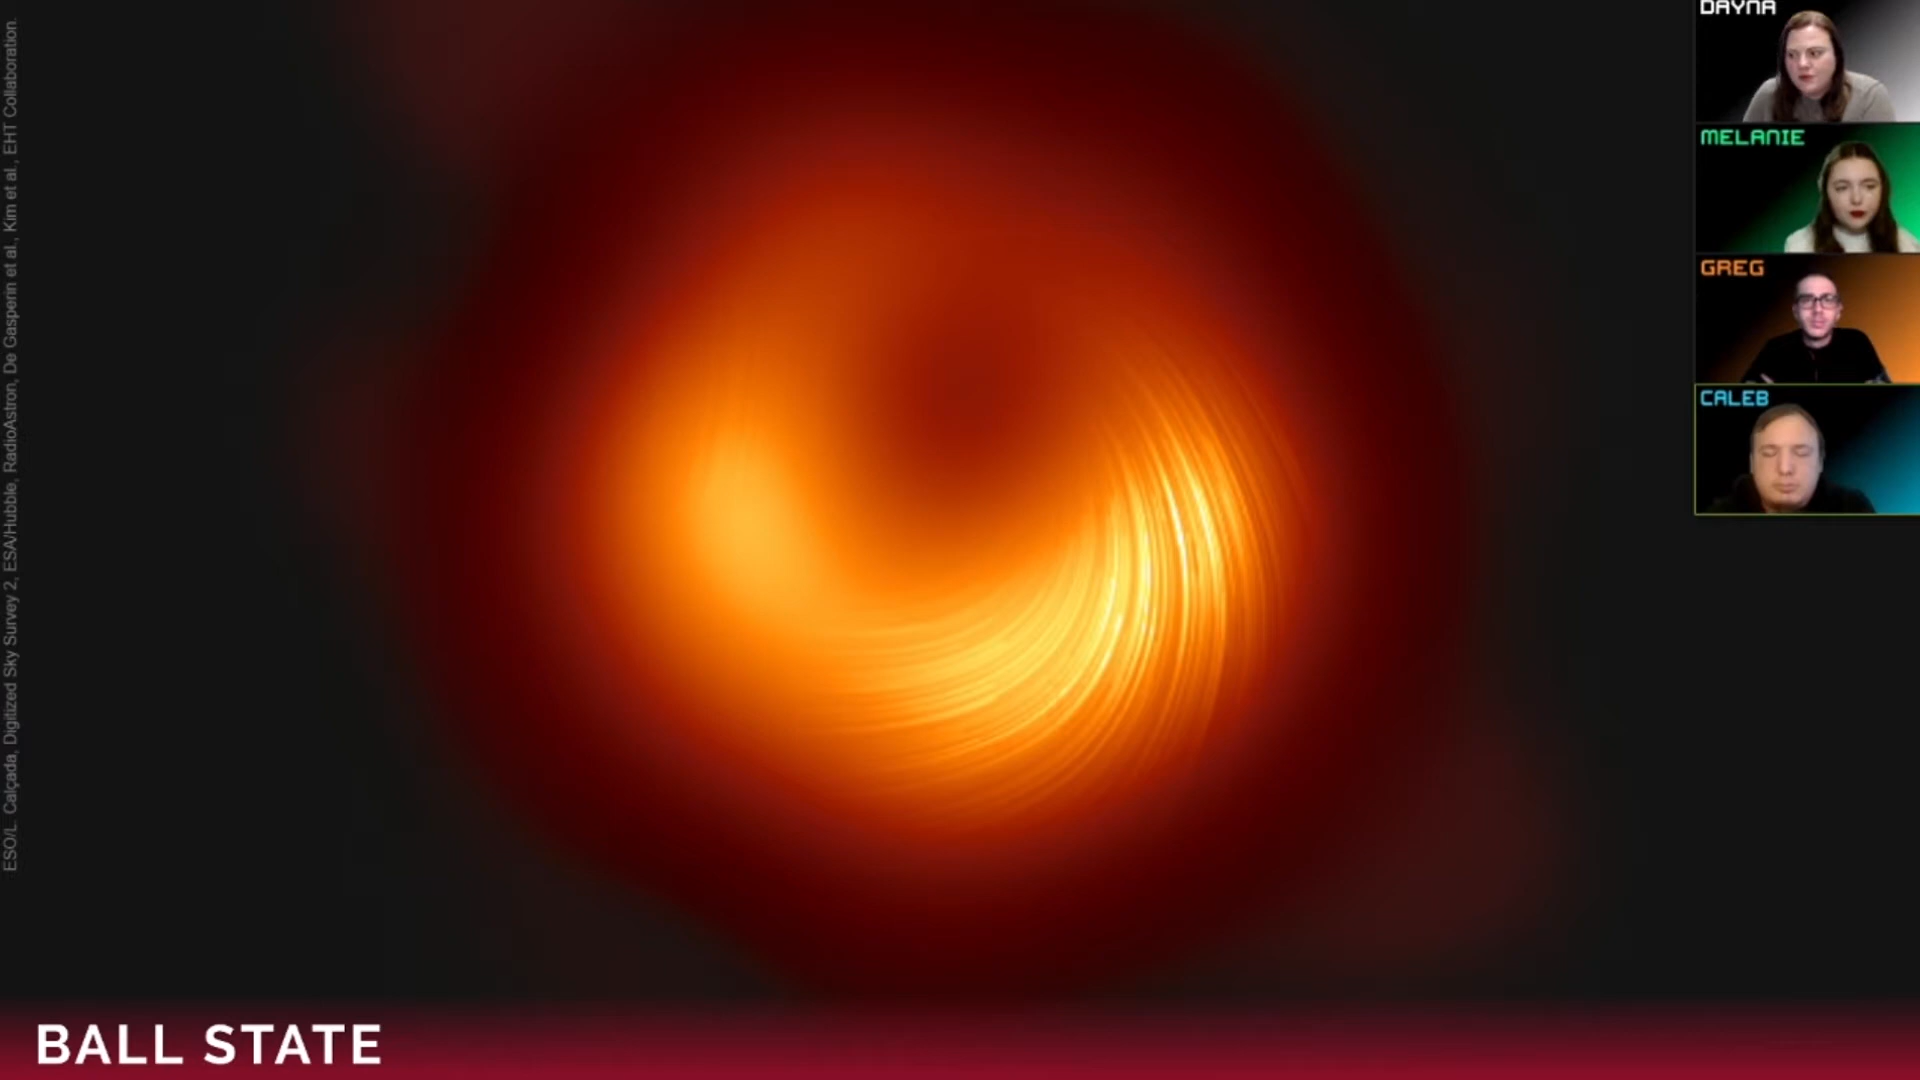 ESO/L. Calçada, Digitized Sky Survey 2, ESA/Hubble, RadioAstron, De Gasperin et al., Kim et al., EHT Collaboration.
DAYNA
MELANIE
GREG
CALEB
BALL STATE